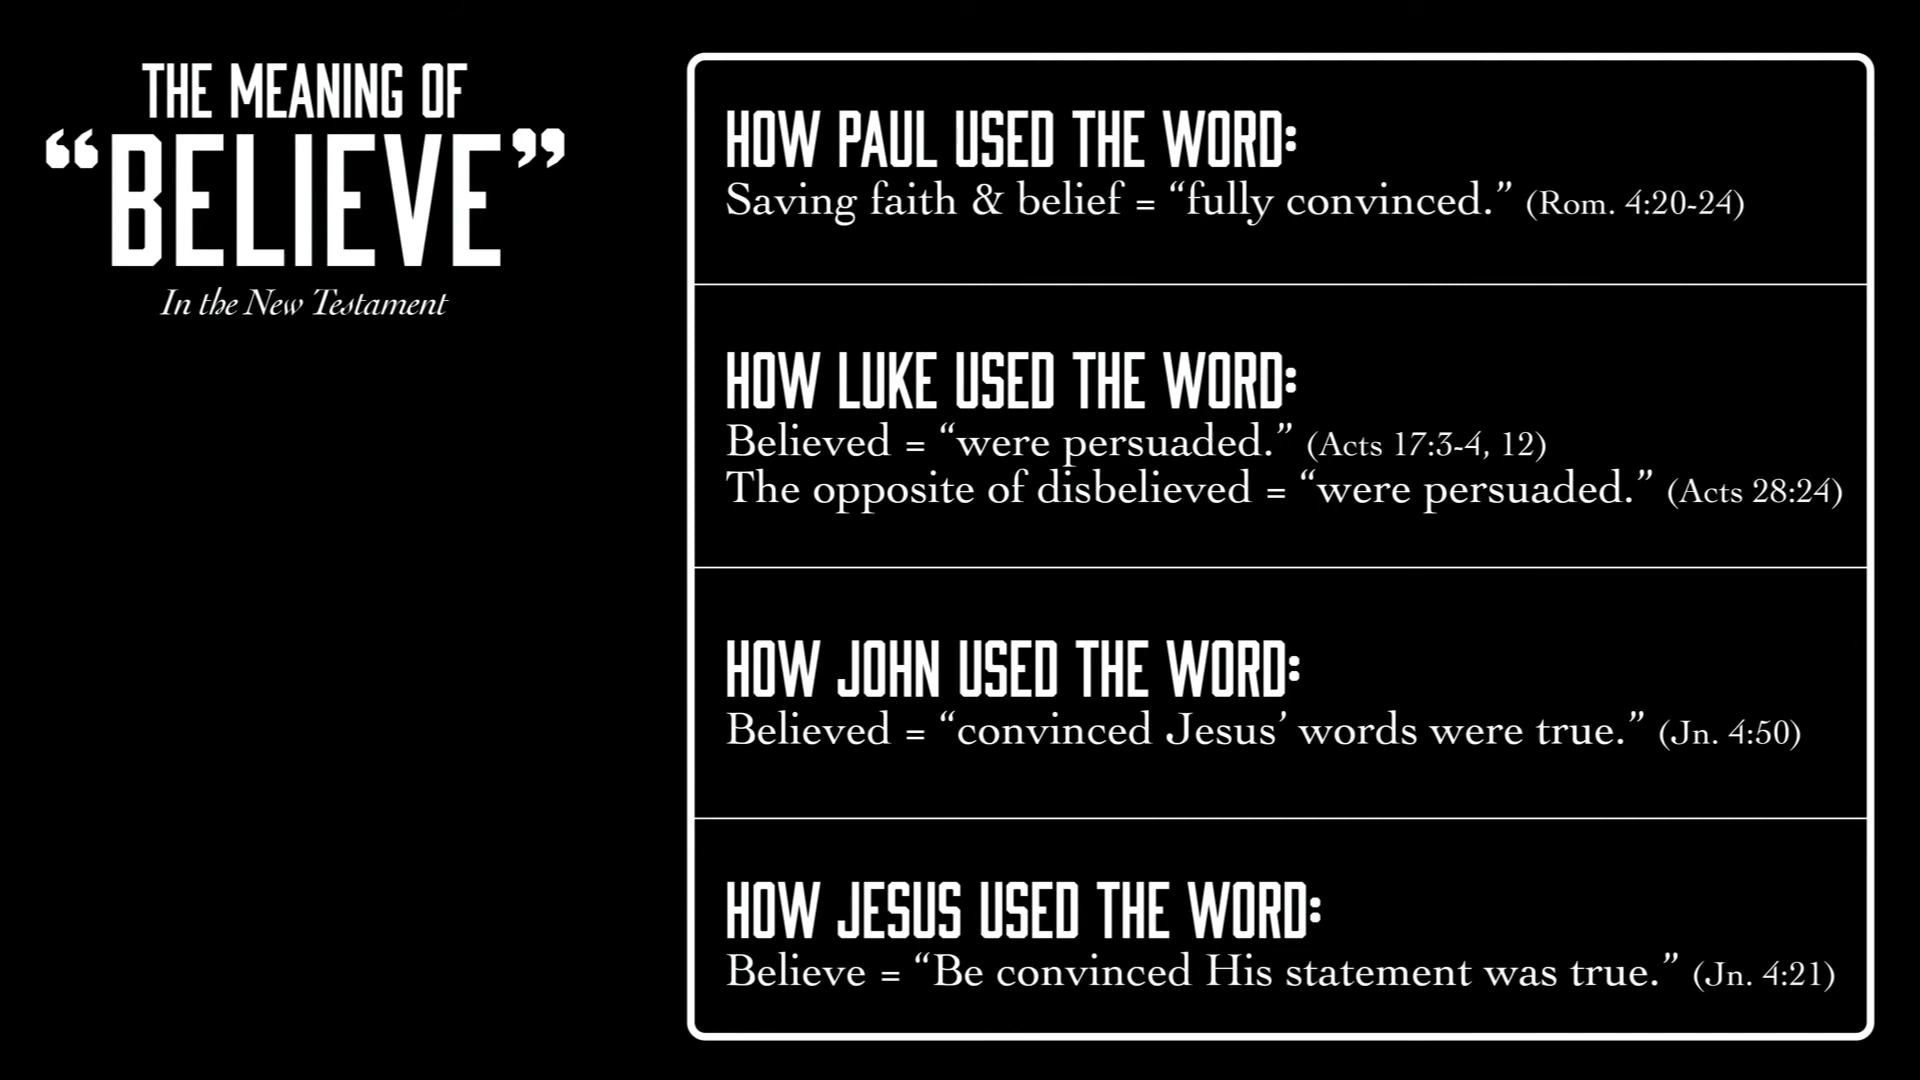 THE MEANING OF
“BELIEVE”
In the New Testament
HOW PAUL USED THE WORD:
Saving faith & belief = “fully convinced.” (Rom. 4:20-24)
HOW LUKE USED THE WORD:
Believed = “were persuaded.” (Acts 17:3-4, 12)
The opposite of disbelieved = “were persuaded.” (Acts 28:24)
HOW JOHN USED THE WORD:
Believed = “convinced Jesus’ words were true.” (Jn. 4:50)
HOW JESUS USED THE WORD:
Believe = “Be convinced His statement was true.” (Jn. 4:21)